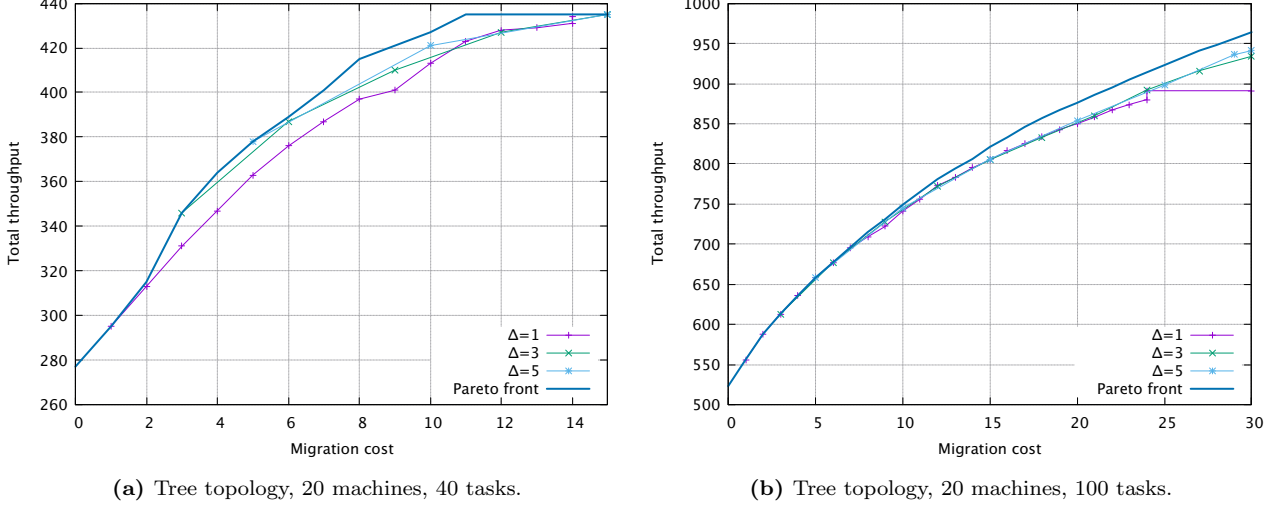 440
420
400
380
360
340
320
300
280
260
Total throughput
0 2 4 6 8 10 12 14
Migration cost
Δ=1
Δ=3
Δ=5
Pareto front
(a) Tree topology, 20 machines, 40 tasks.
1000
950
900
850
800
750
700
650
600
550
500
Total throughput
0 5 10 15 20 25 30
Migration cost
Δ=1
Δ=3
Δ=5
Pareto front
(b) Tree topology, 20 machines, 100 tasks.